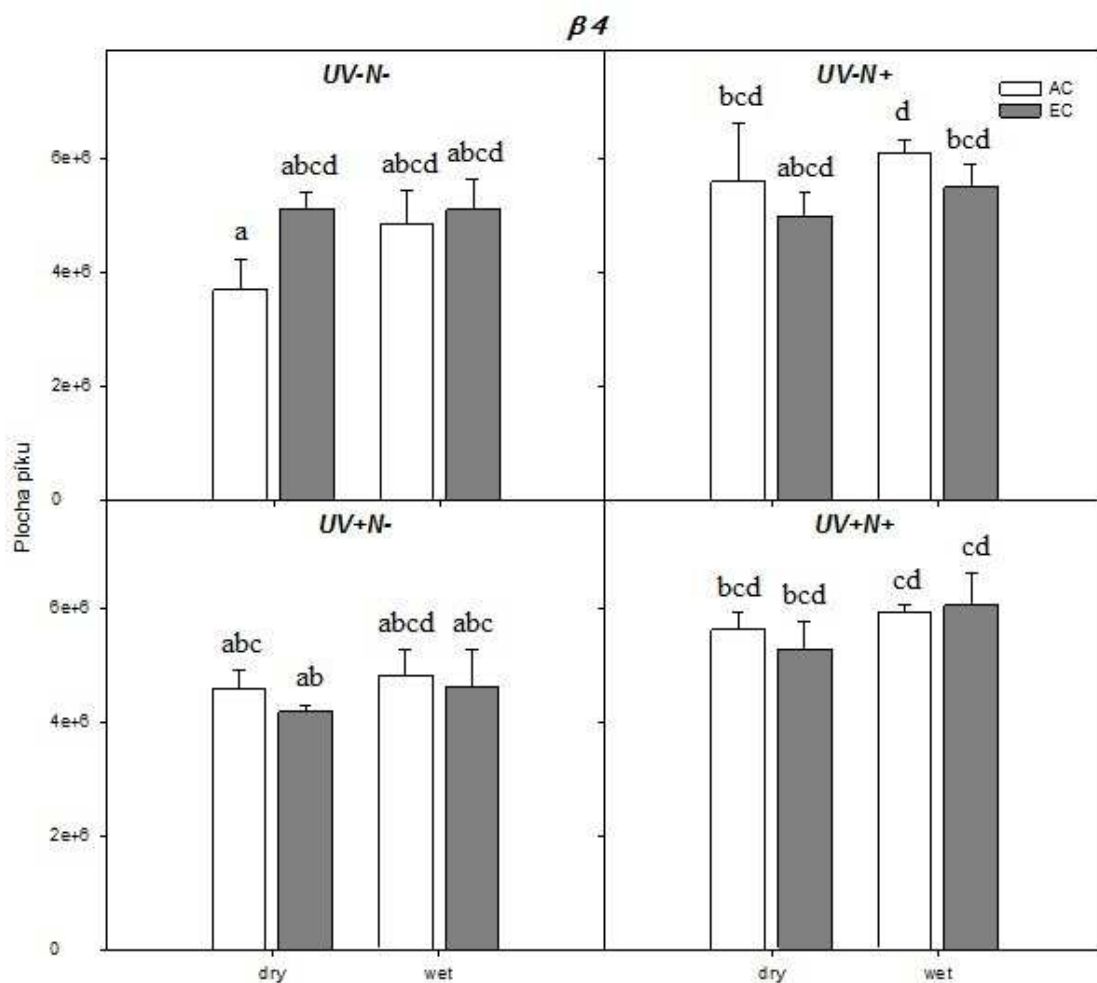 β 4
UV-N-
UV-N+
AC
EC
bcd
d
bcd
abcd
abcd
abcd
abcd
a
6e+6
4e+6
2e+6
0
Plocha píku
UV+N-
UV+N+
cd
bcd
bcd
cd
abc
ab
abcd
abc
6e+6
4e+6
2e+6
0
dry
wet
dry
wet